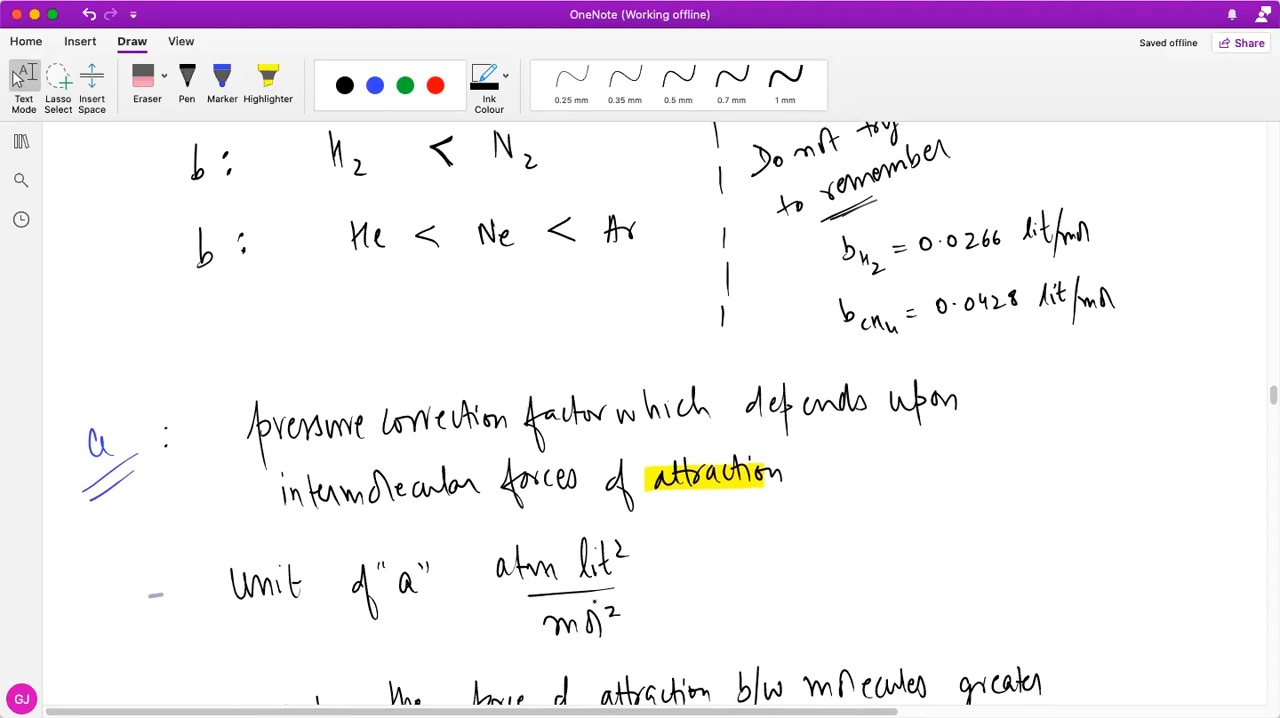 OneNote (Working offline)
Home Insert Draw View
Saved offline Share
Text Mode
Lasso Select
Insert Space
Eraser Pen Marker Highlighter
Ink Colour
0.25 mm 0.35 mm 0.5 mm 0.7 mm 1 mm
b : H2 < N2
b : He < Ne < Ar
Do not try
to remember
bH2 = 0.0266 lit/mol
bCH4 = 0.0428 lit/mol
a : pressure correction factor which depends upon
intermolecular forces of attraction
Unit of "a" atm lit²
mol²
the force of attraction b/w molecules greater
GJ